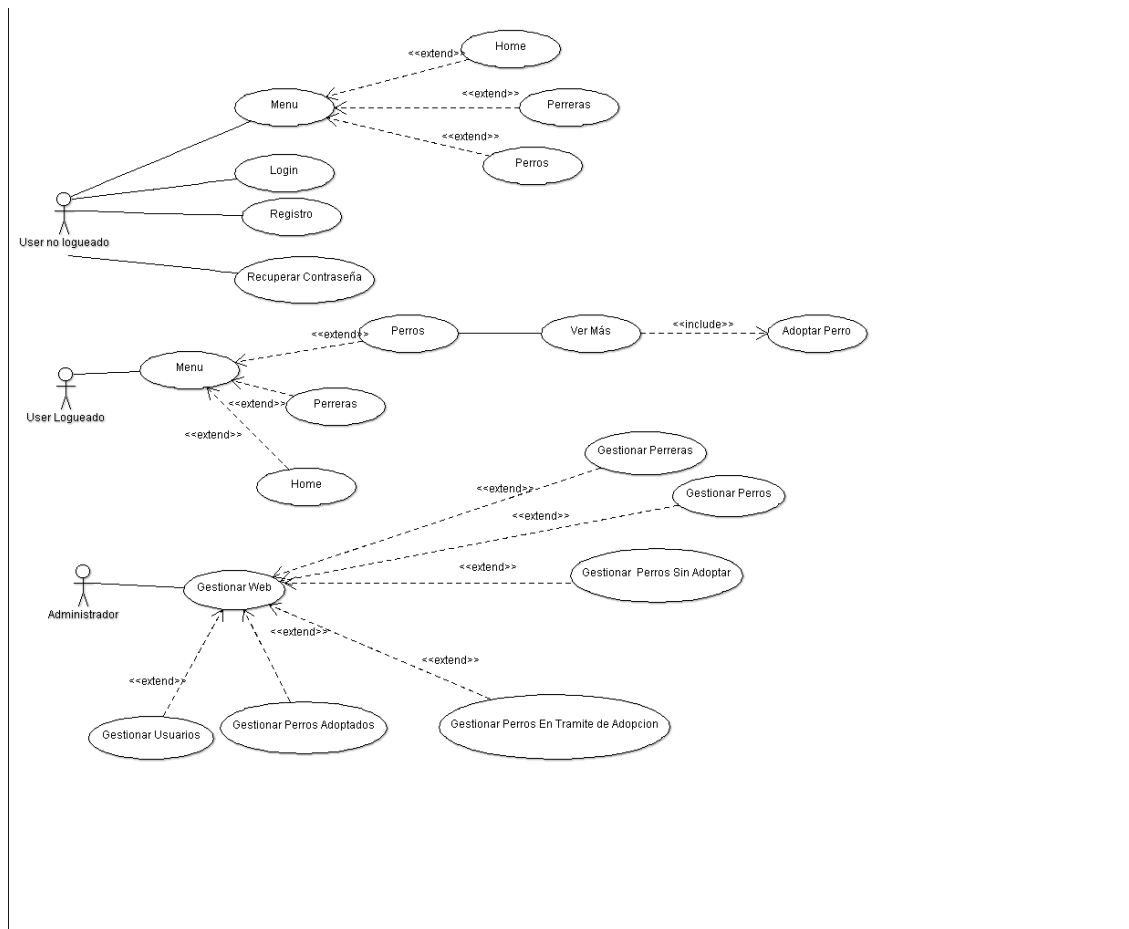 Home
<<extend>>
Perreras
<<extend>>
Menu
<<extend>>
Perros
Login
Registro
User no logueado
Recuperar Contraseña
<<extend>>
Perros
Ver Más
<<include>>
Adoptar Perro
Menu
<<extend>>
Perreras
User Logueado
<<extend>>
Home
Gestionar Perreras
<<extend>>
Gestionar Perros
<<extend>>
<<extend>>
Gestionar Perros Sin Adoptar
Gestionar Web
Administrador
<<extend>>
<<extend>>
<<extend>>
Gestionar Usuarios
Gestionar Perros Adoptados
Gestionar Perros En Tramite de Adopcion